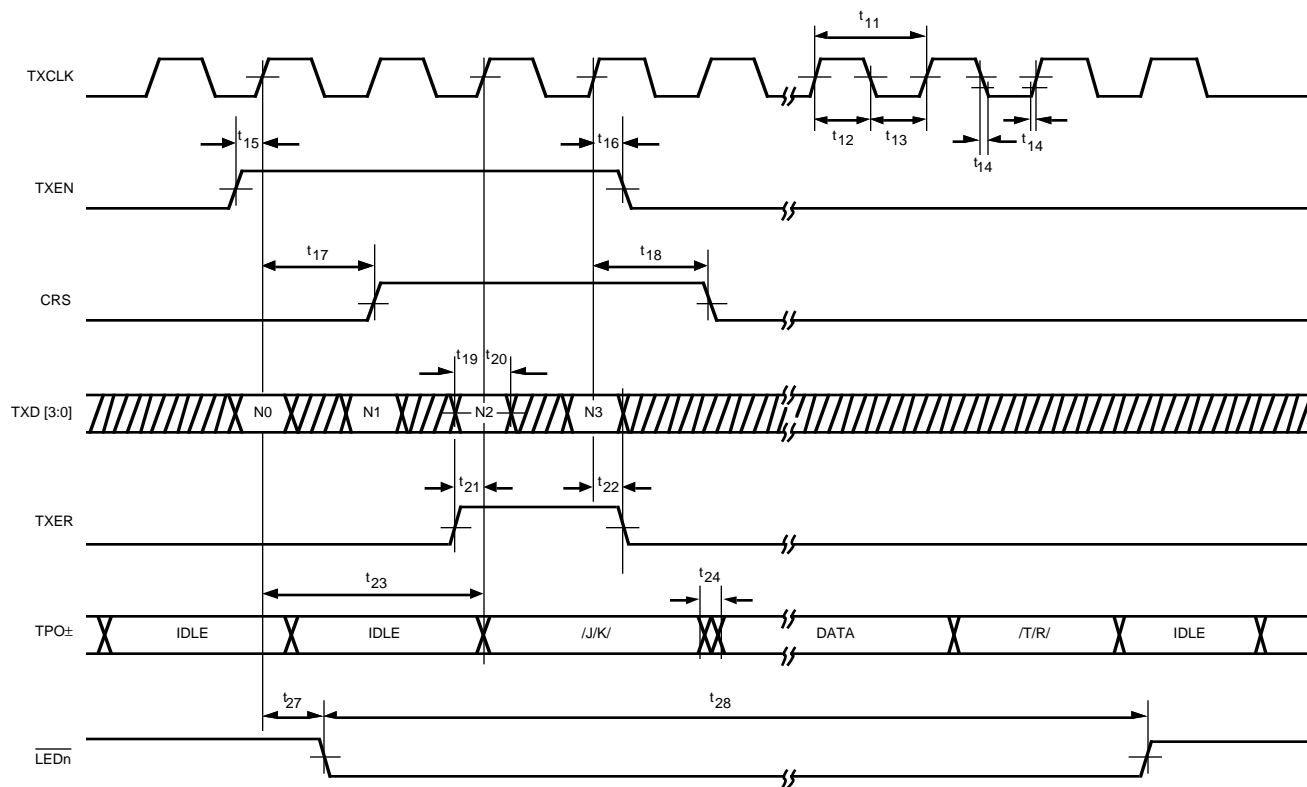 t11
TXCLK
t15
t16
t12
t13
t14
t14
TXEN
t17
t18
CRS
t19
t20
TXD [3:0]
N0
N1
N2
N3
t21
t22
TXER
t23
t24
TPO±
IDLE
IDLE
/J/K/
DATA
/T/R/
IDLE
t27
t28
LEDn